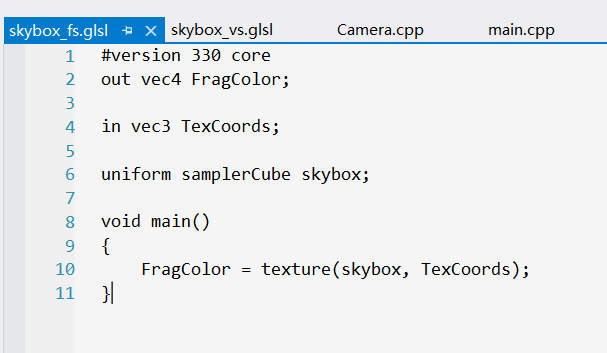 skybox_fs.glsl skybox_vs.glsl Camera.cpp main.cpp
1 #version 330 core
2 out vec4 FragColor;
3
4 in vec3 TexCoords;
5
6 uniform samplerCube skybox;
7
8 void main()
9 {
10 FragColor = texture(skybox, TexCoords);
11 }